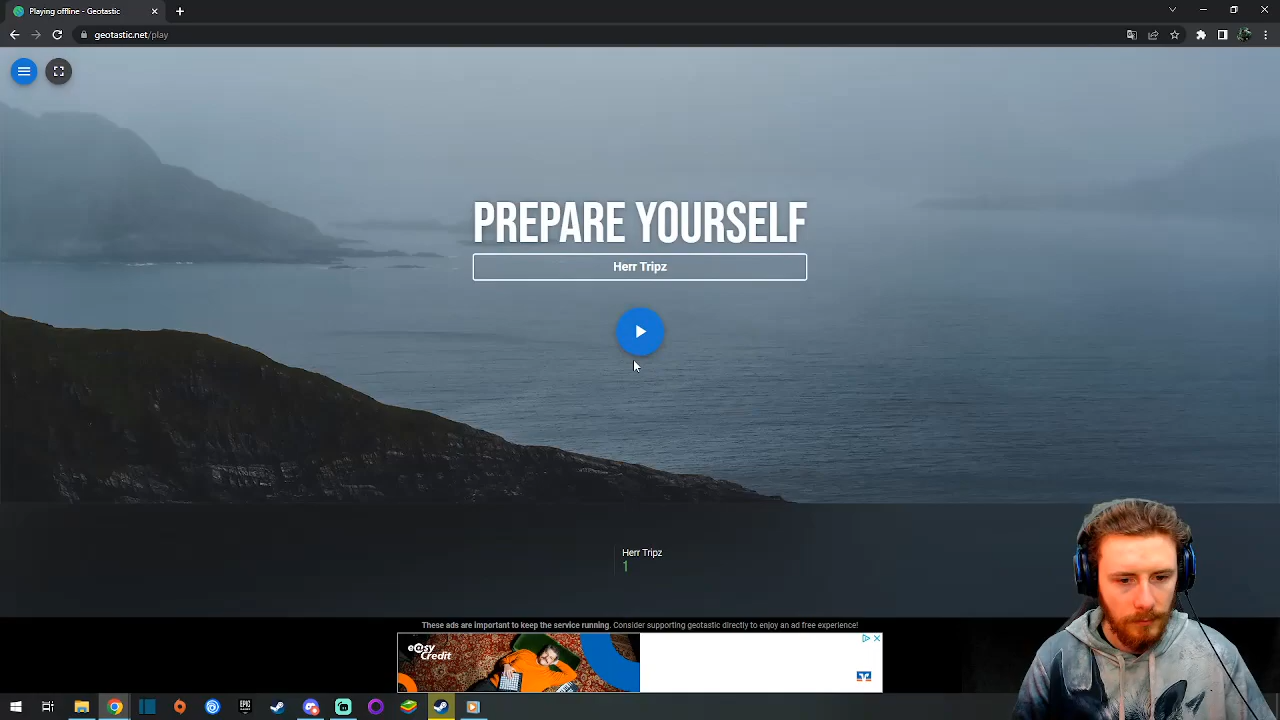 Playing offline - Geotastic
geotastic.net/play
PREPARE YOURSELF
Herr Tripz
Herr Tripz
1
These ads are important to keep the service running. Consider supporting geotastic directly to enjoy an ad free experience!
easy
Credit
EPIC